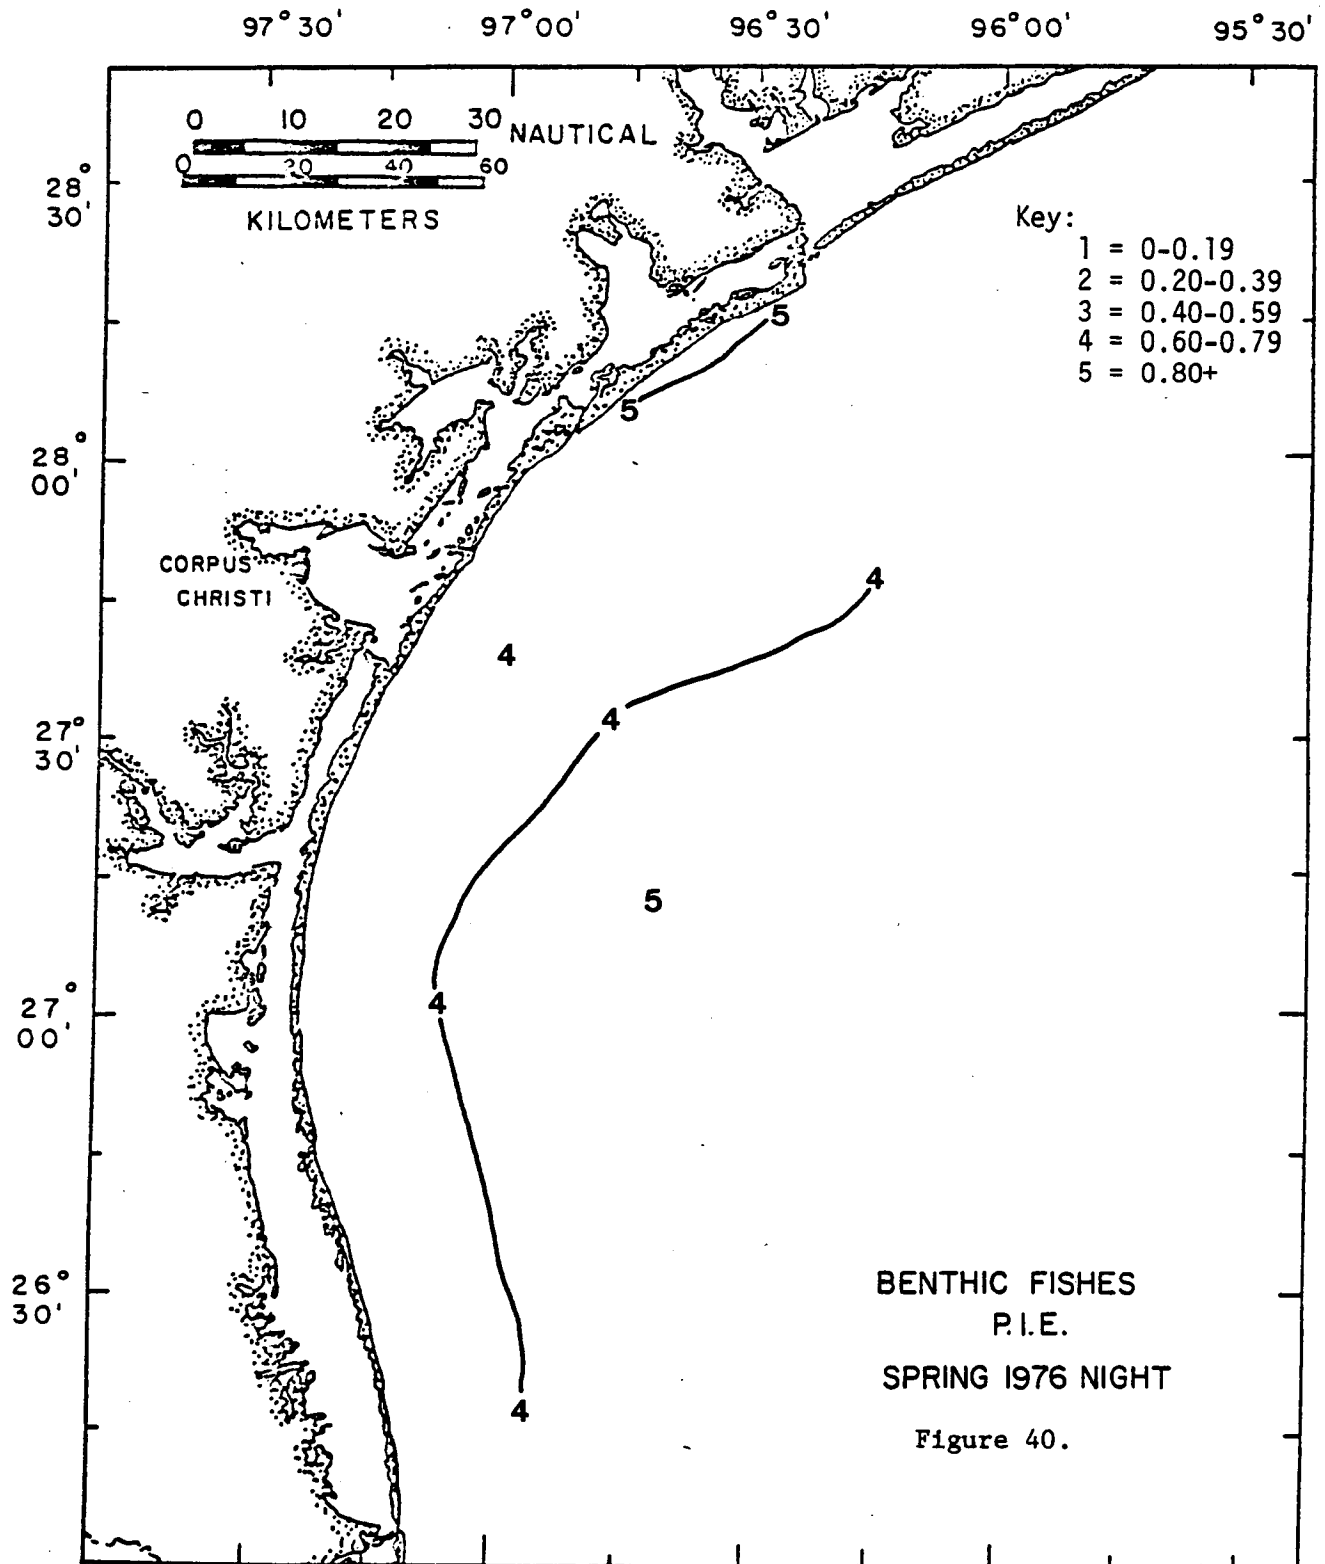 97°30' 97°00' 96°30' 96°00' 95°30'
0 10 20 30 NAUTICAL
0 20 40 60
KILOMETERS
28°
30'
Key:
1 = 0-0.19
2 = 0.20-0.39
3 = 0.40-0.59
4 = 0.60-0.79
5 = 0.80+
5
5
28°
00'
CORPUS
CHRISTI
4
4
4
27°
30'
5
4
27°
00'
26°
30'
BENTHIC FISHES
P.I.E.
SPRING 1976 NIGHT
4
Figure 40.